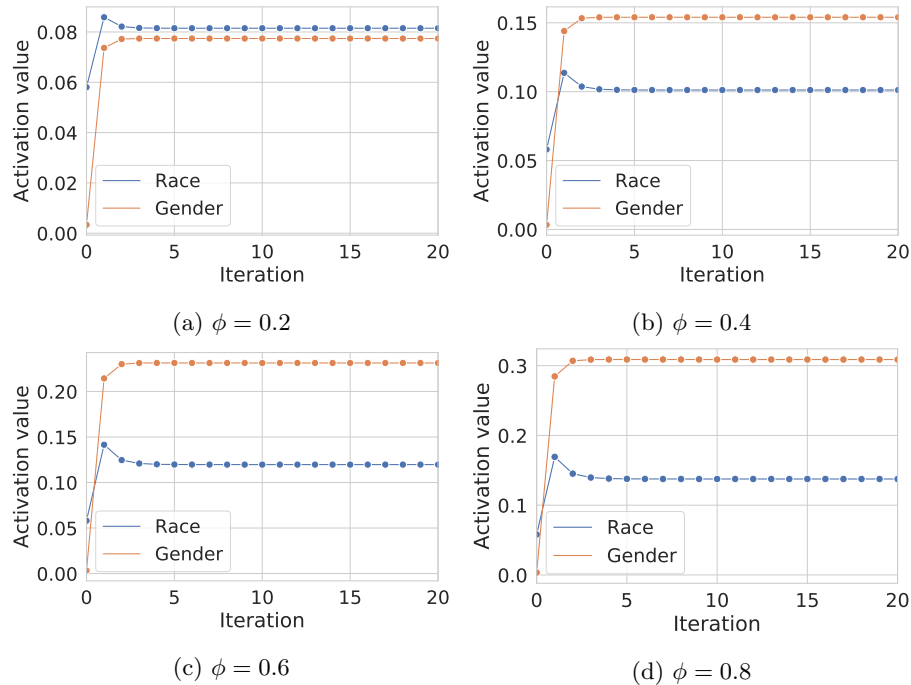 Activation value
0.08
0.06
0.04
0.02
0.00
Race
Gender
0 5 10 15 20
Iteration
(a) ϕ = 0.2
Activation value
0.15
0.10
0.05
0.00
Race
Gender
0 5 10 15 20
Iteration
(b) ϕ = 0.4
Activation value
0.20
0.15
0.10
0.05
0.00
Race
Gender
0 5 10 15 20
Iteration
(c) ϕ = 0.6
Activation value
0.3
0.2
0.1
0.0
Race
Gender
0 5 10 15 20
Iteration
(d) ϕ = 0.8